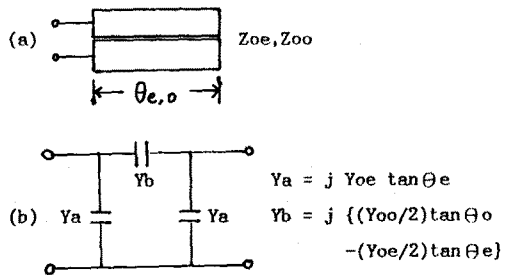 (a)
Zoe,Zoo
θe,o
Yb
Ya = j Yoe tanθe
(b) Ya
Ya
Yb = j {(Yoo/2)tanθo
-(Yoe/2)tanθe}